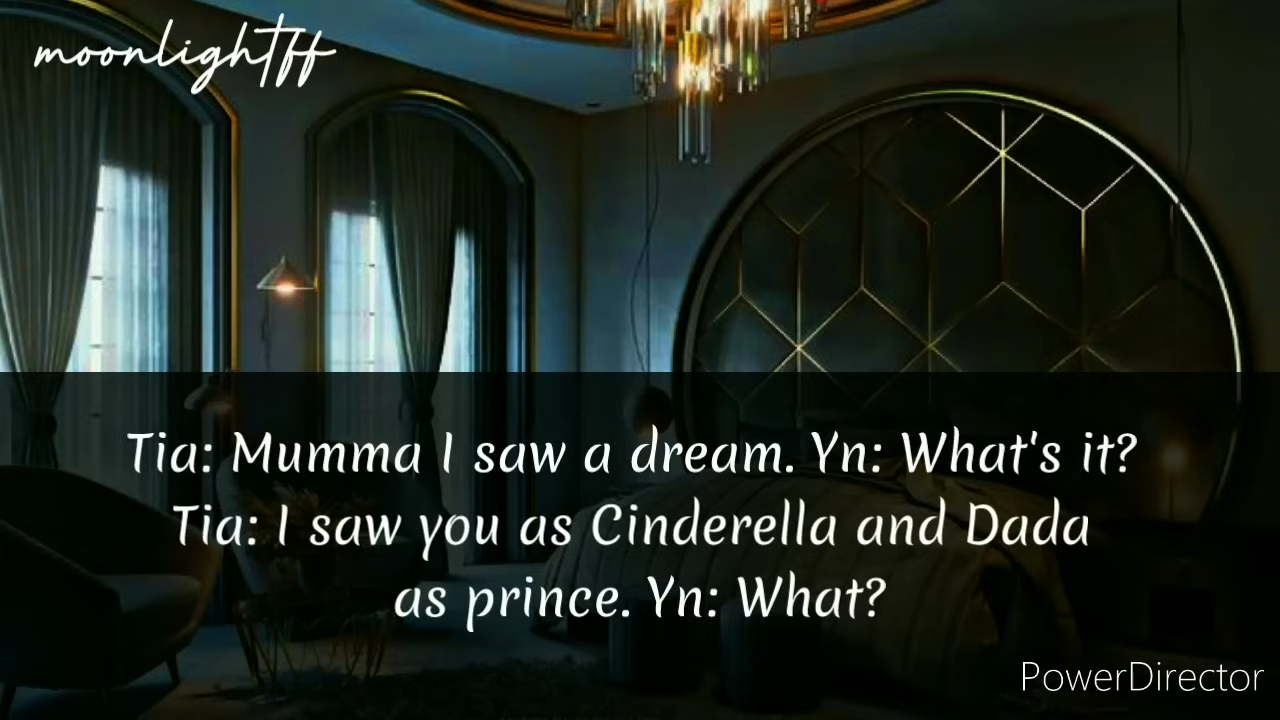 moonlightff
Tia: Mumma I saw a dream. Yn: What's it?
Tia: I saw you as Cinderella and Dada
as prince. Yn: What?
PowerDirector